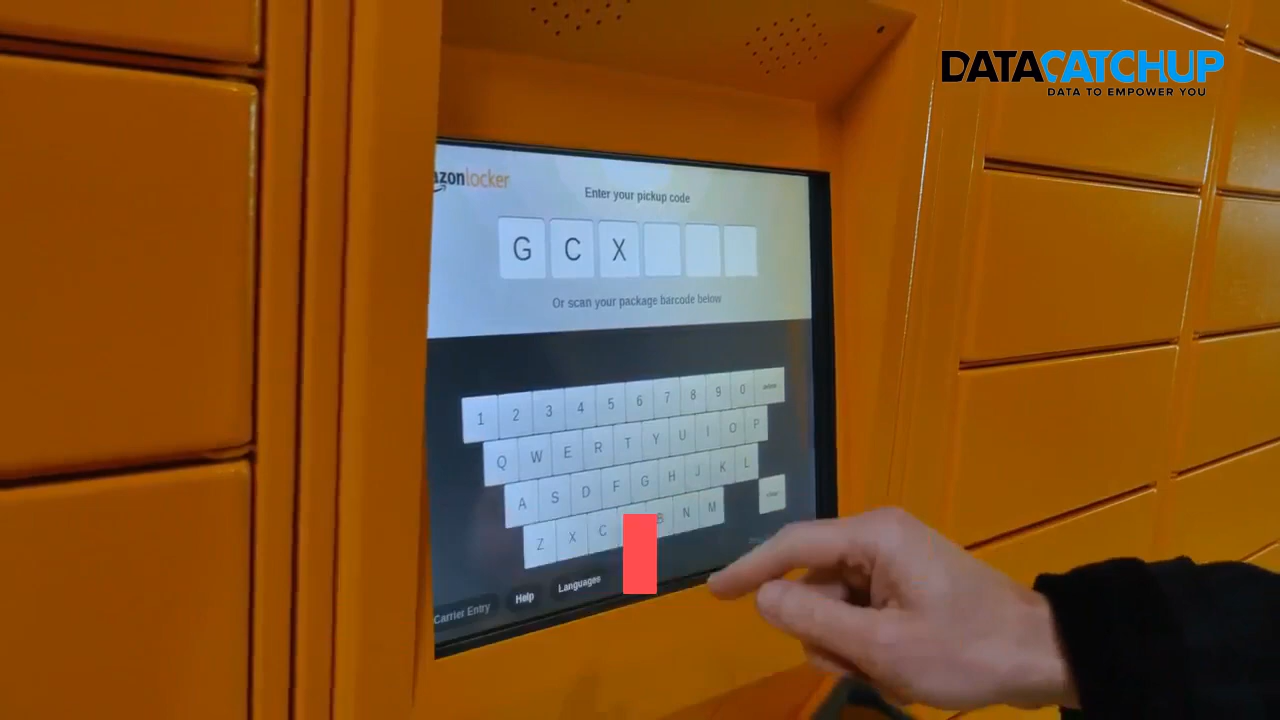 DATACATCHUP
DATA TO EMPOWER YOU
azonlocker
Enter your pickup code
G C X
Or scan your package barcode below
1 2 3 4 5 6 7 8 9 0
Q W E R T Y U I O P
A S D F G H J K L
Z X C B N M
Carrier Entry Help Languages